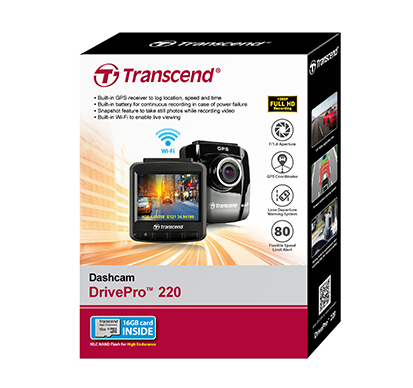 Transcend®
• Built-in GPS receiver to log location, speed and time
• Built-in battery for continuous recording in case of power failure
• Snapshot feature to take still photos while recording video
• Built-in Wi-Fi to enable live viewing
1080P
FULL HD
Recording
Wi-Fi
GPS
F/1.8 Aperture
GPS Coordinates
Lane Departure
Warning System
80
Flexible Speed
Limit Alert
Transcend
Dashcam
DrivePro™ 220
Transcend
16GB card
INSIDE
MLC NAND Flash for High Endurance
Transcend®
DrivePro™ 220